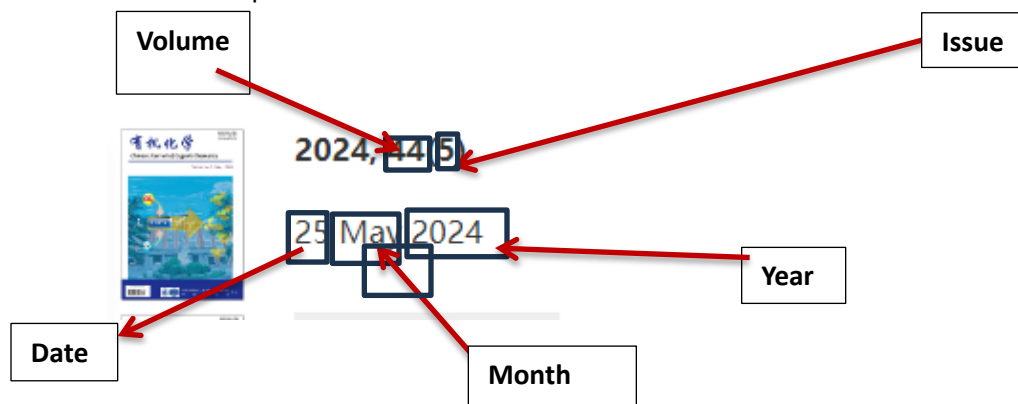 Volume
Issue
有机化学
2024, 44(5)
25 May 2024
Year
Date
Month